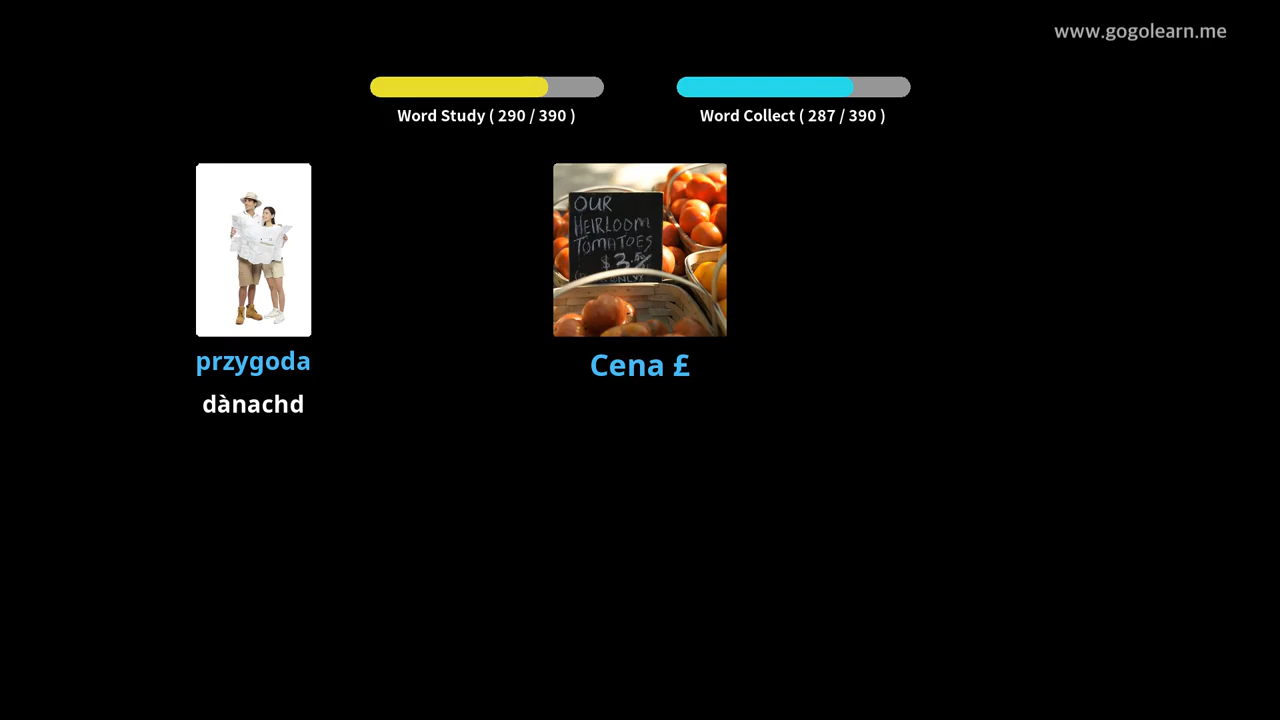 www.gogolearn.me
Word Study ( 290 / 390 )
Word Collect ( 287 / 390 )
OUR
HEIRLOOM
TOMATOES
przygoda
Cena £
dànachd